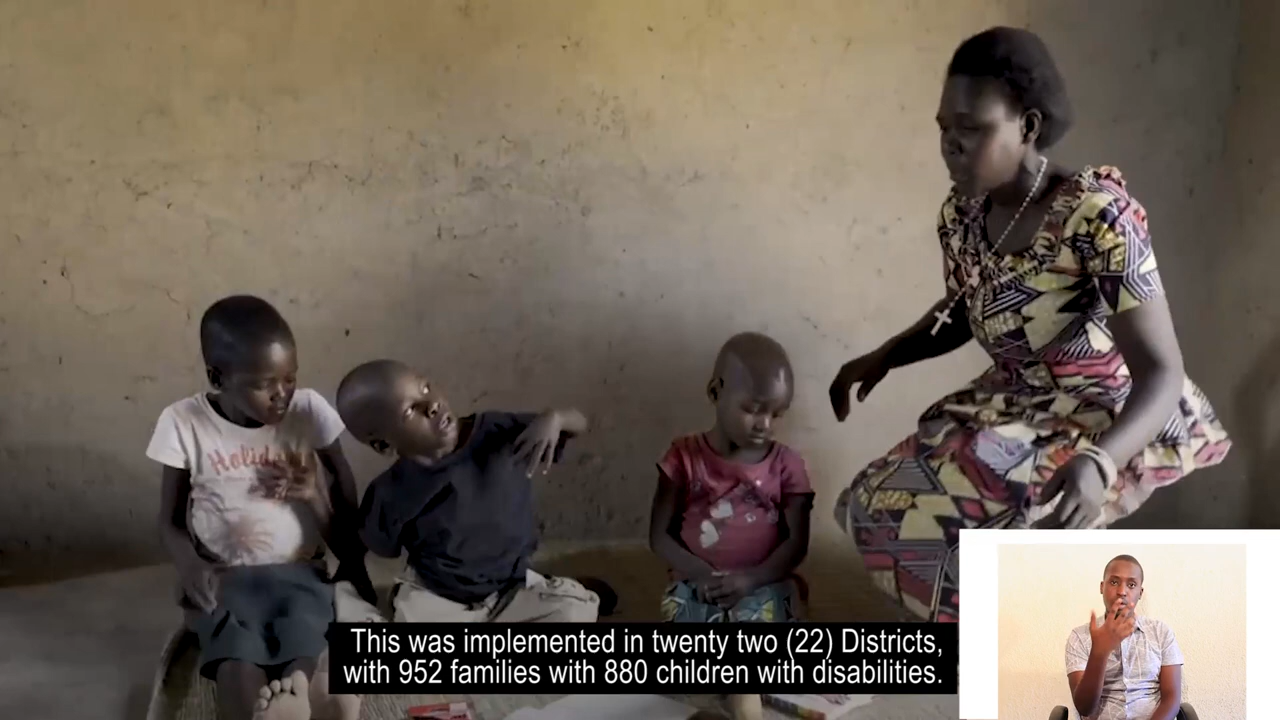 Holida
This was implemented in twenty two (22) Districts,
with 952 families with 880 children with disabilities.